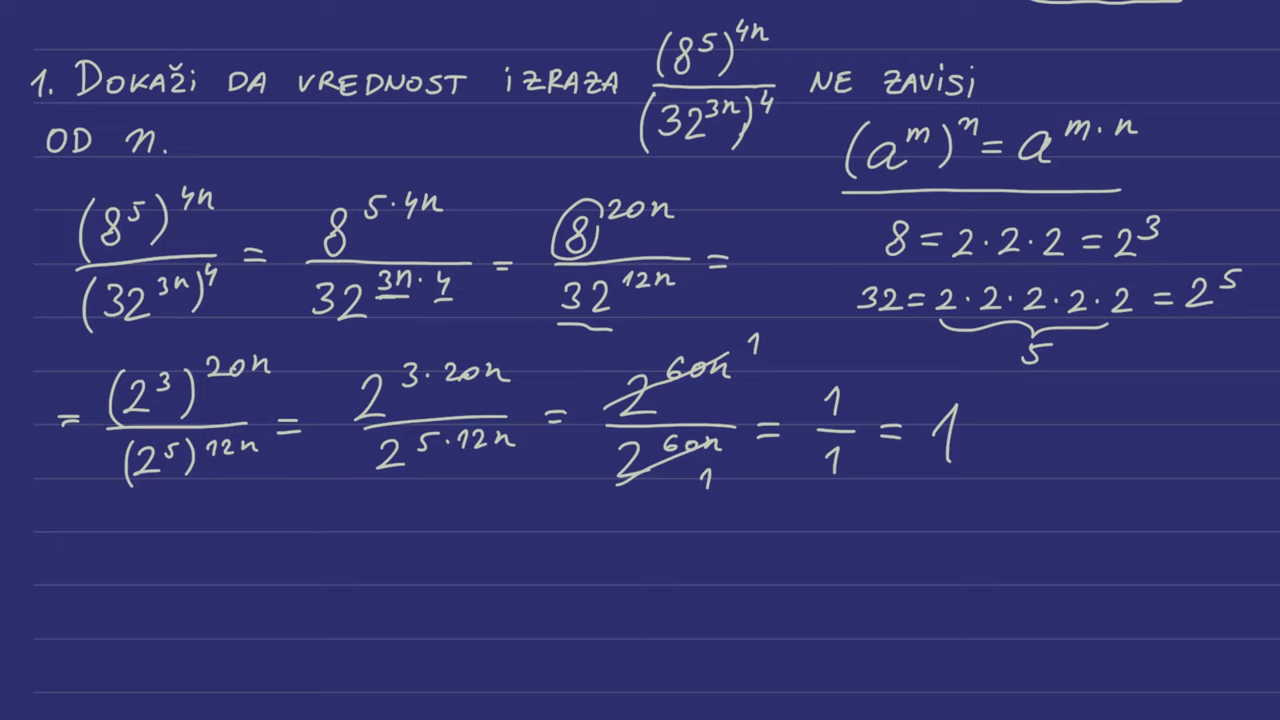 1. DOKAŽI DA VREDNOST IZRAZA (8^5)^{4n} / (32^{3n})^4 NE ZAVISI
OD n.
(a^m)^n = a^{m·n}
(8^5)^{4n} / (32^{3n})^4 = 8^{5·4n} / 32^{3n·4} = 8^{20n} / 32^{12n} =
8 = 2·2·2 = 2^3
32 = 2·2·2·2·2 = 2^5
5
= (2^3)^{20n} / (2^5)^{12n} = 2^{3·20n} / 2^{5·12n} = 2^{60n} 1 / 2^{60n} 1 = 1/1 = 1